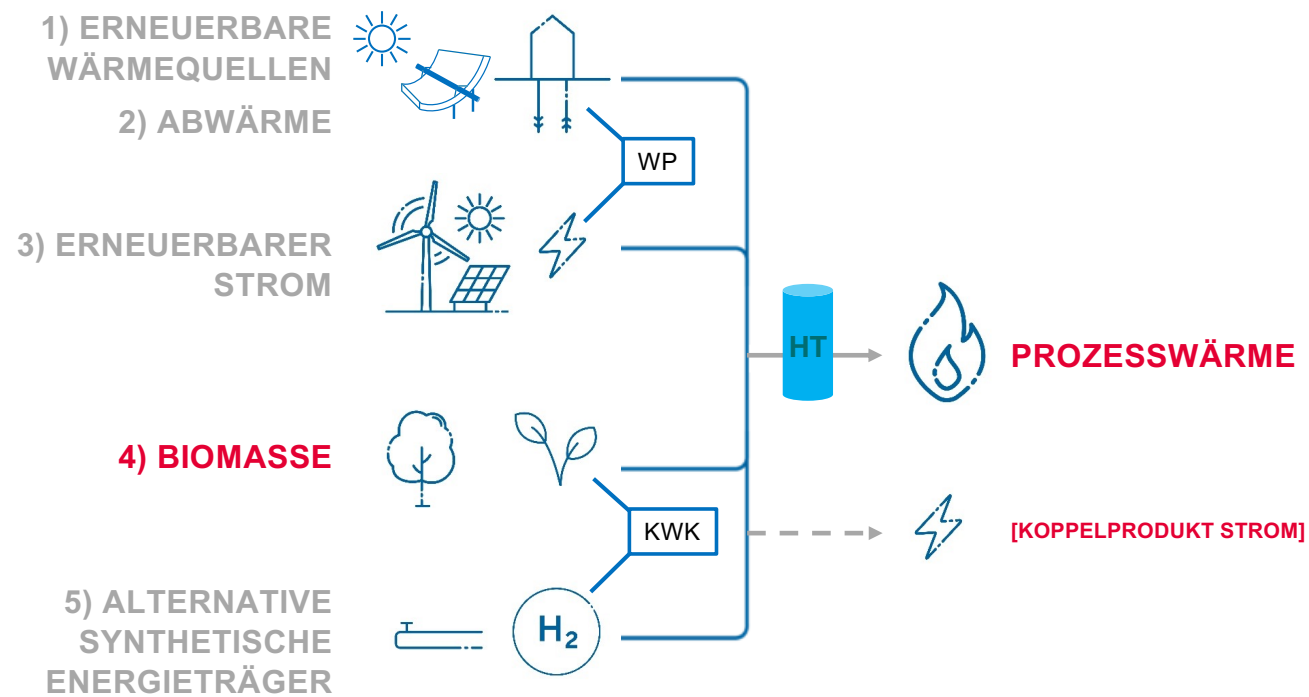 1) ERNEUERBARE
WÄRMEQUELLEN
2) ABWÄRME
WP
3) ERNEUERBARER
STROM
HT
PROZESSWÄRME
4) BIOMASSE
KWK
[KOPPELPRODUKT STROM]
5) ALTERNATIVE
SYNTHETISCHE
ENERGIETRÄGER
H₂